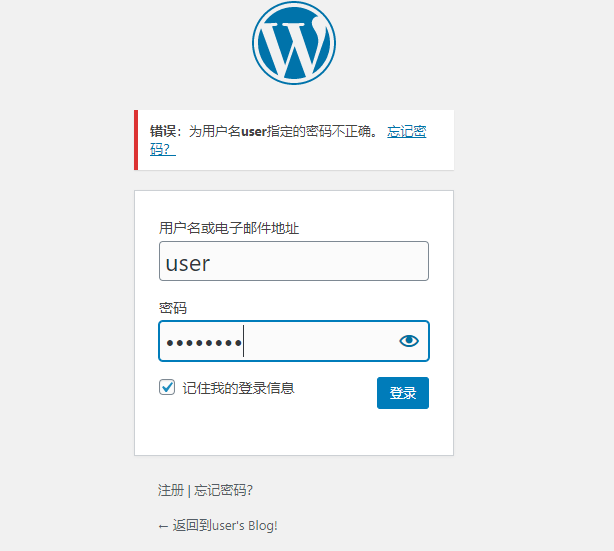 错误：为用户名user指定的密码不正确。 忘记密
码？
用户名或电子邮件地址
user
密码
••••••••
记住我的登录信息
登录
注册 | 忘记密码？
← 返回到user's Blog!